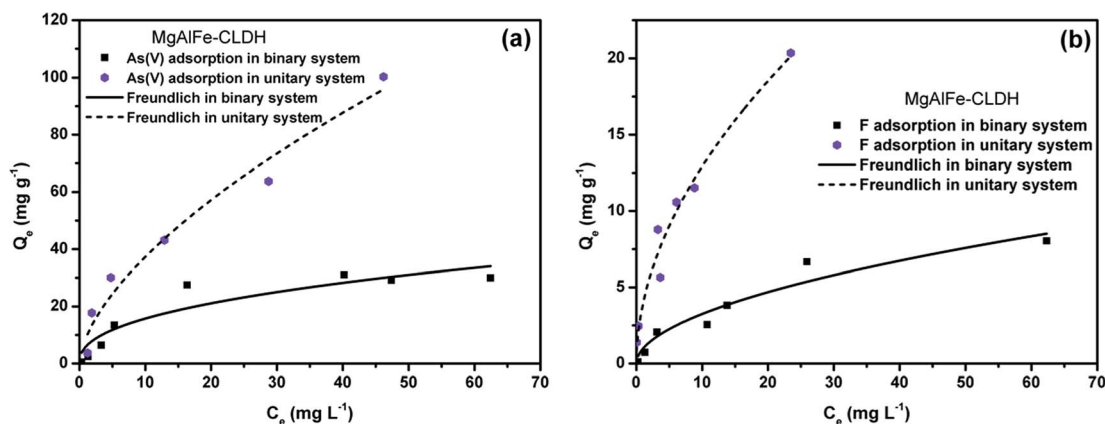 MgAlFe-CLDH
(a)
As(V) adsorption in binary system
As(V) adsorption in unitary system
Freundlich in binary system
Freundlich in unitary system
120
100
80
60
40
20
0
Qe (mg g-1)
0 10 20 30 40 50 60 70
Ce (mg L-1)
(b)
MgAlFe-CLDH
F adsorption in binary system
F adsorption in unitary system
Freundlich in binary system
Freundlich in unitary system
20
15
10
5
0
Qe (mg g-1)
0 10 20 30 40 50 60 70
Ce (mg L-1)